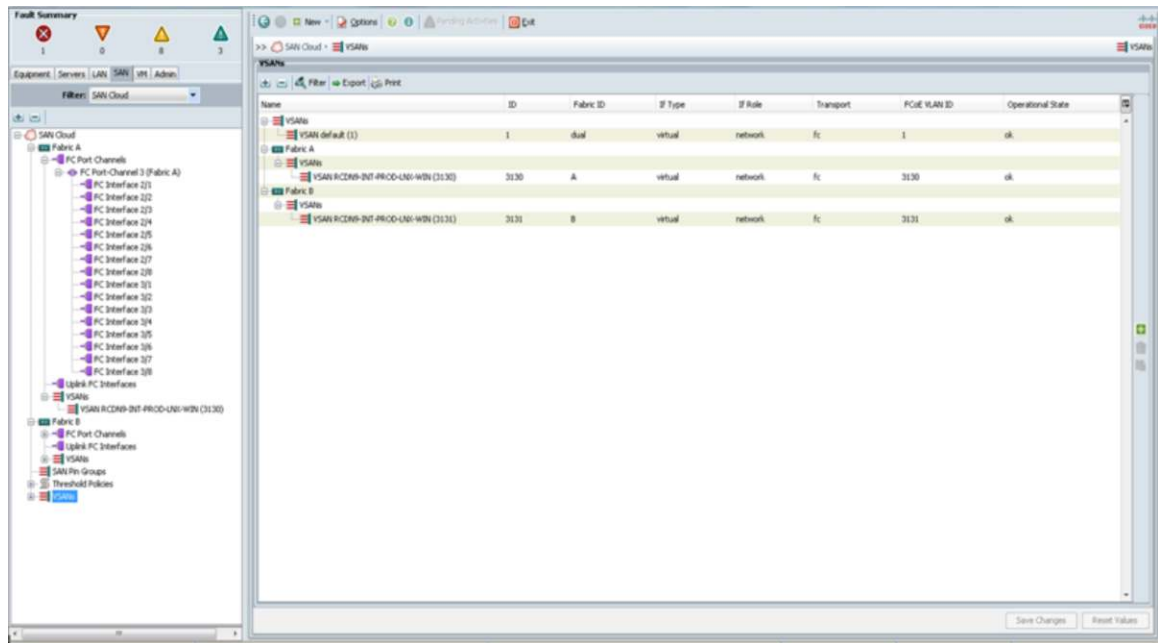 Fault Summary
1 0 8 3
Equipment Servers LAN SAN VM Admin
Filter: SAN Cloud
SAN Cloud
Fabric A
FC Port Channels
FC Port-Channel 3 (Fabric A)
FC Interface 2/1
FC Interface 2/2
FC Interface 2/3
FC Interface 2/4
FC Interface 2/5
FC Interface 2/6
FC Interface 2/7
FC Interface 2/8
FC Interface 3/1
FC Interface 3/2
FC Interface 3/3
FC Interface 3/4
FC Interface 3/5
FC Interface 3/6
FC Interface 3/7
FC Interface 3/8
Uplink FC Interfaces
VSANs
VSAN RCDN9-INT-PROD-LNX-WIN (3130)
Fabric B
FC Port Channels
Uplink FC Interfaces
VSANs
SAN Pin Groups
Threshold Policies
VSANs
New Options Pending Activities Exit
>> SAN Cloud VSANs VSANs
VSANs
Filter Export Print
Name ID Fabric ID If Type If Role Transport FCoE VLAN ID Operational State
VSANs
VSAN default (1) 1 dual virtual network fc 1 ok
Fabric A
VSANs
VSAN RCDN9-INT-PROD-LNX-WIN (3130) 3130 A virtual network fc 3130 ok
Fabric B
VSANs
VSAN RCDN9-INT-PROD-LNX-WIN (3131) 3131 B virtual network fc 3131 ok
Save Changes Reset Values